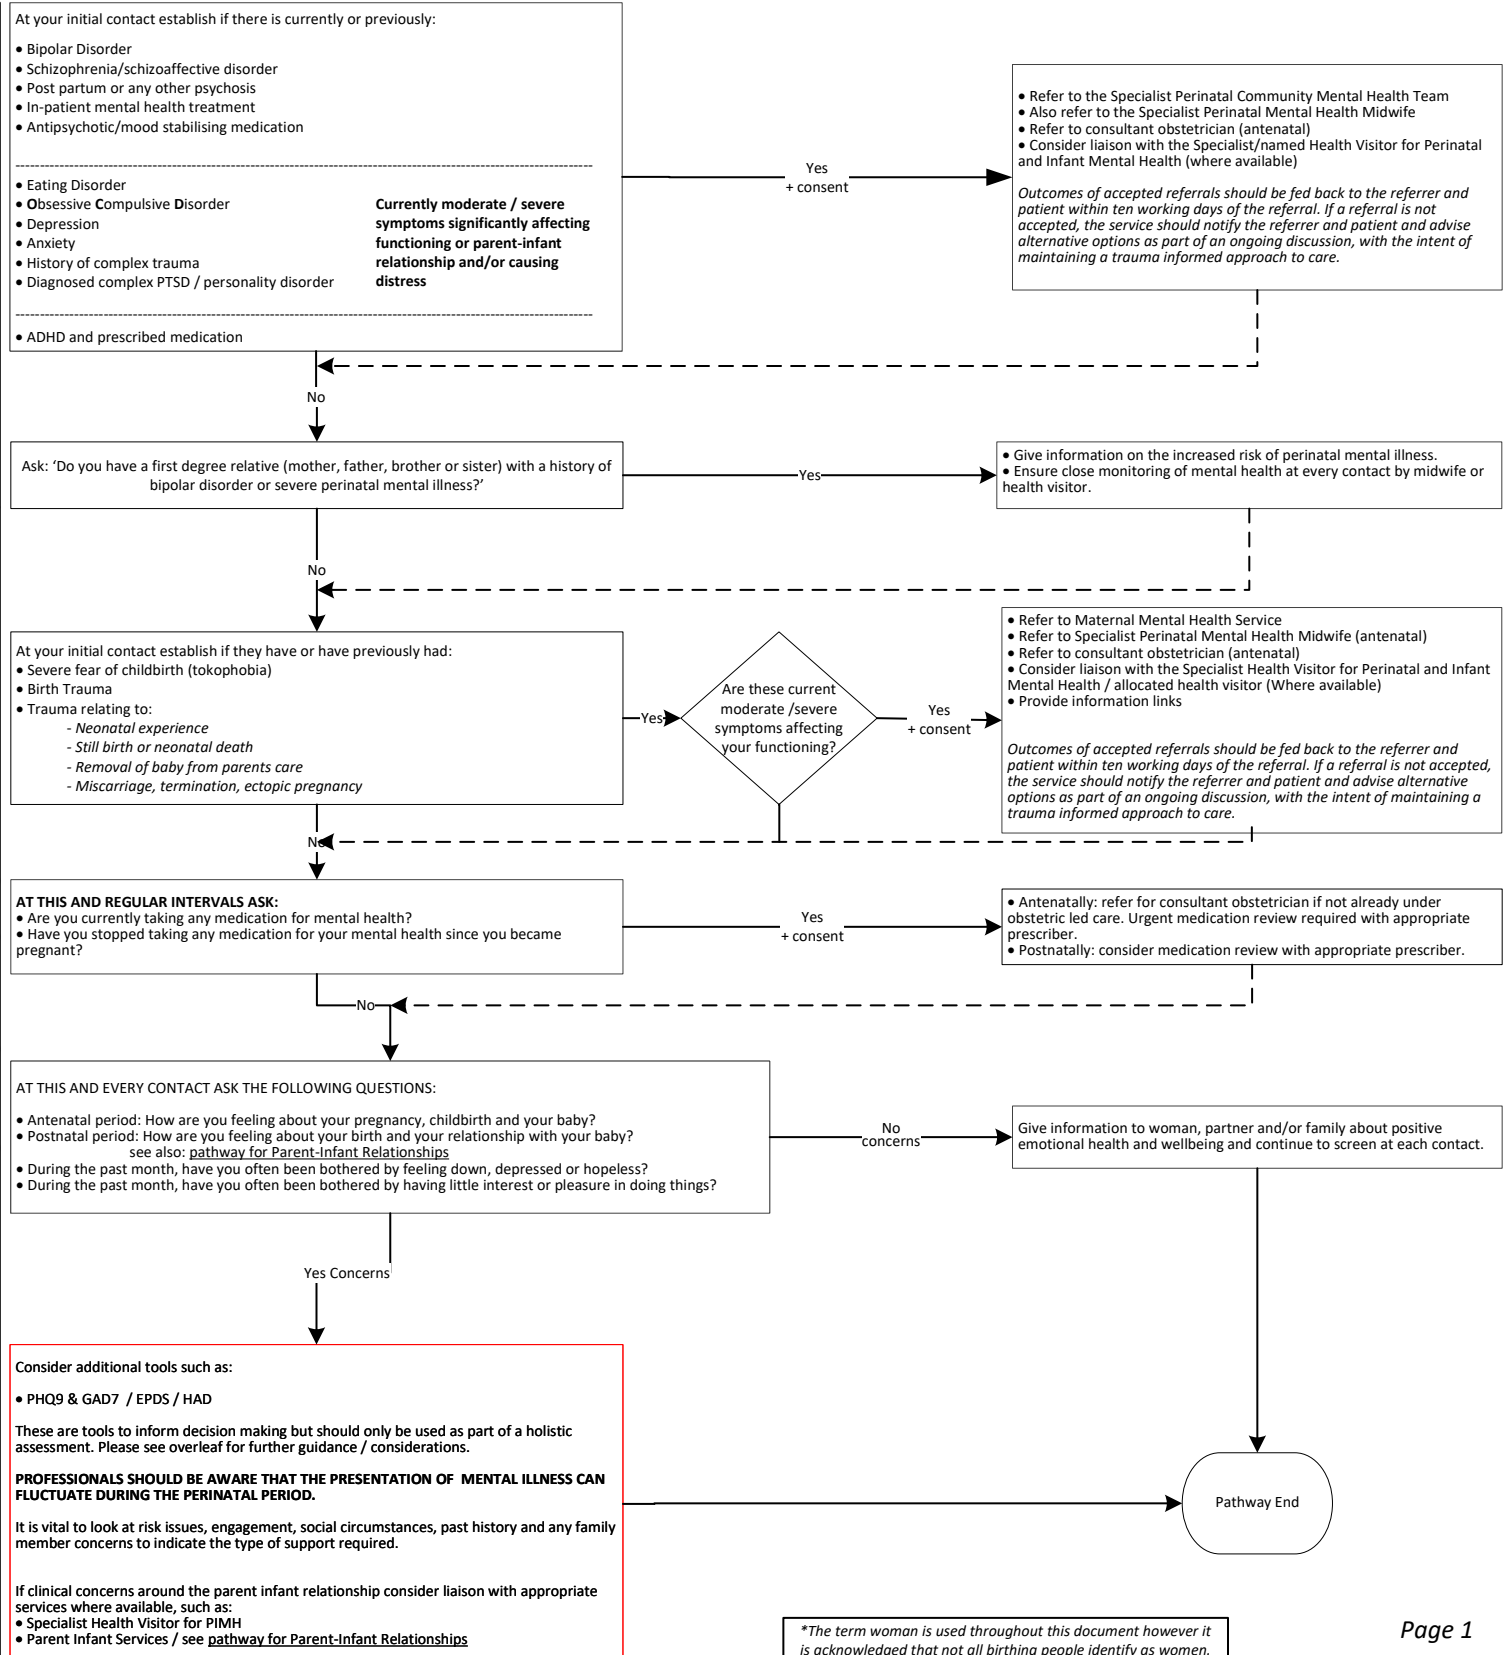 At your initial contact establish if there is currently or previously:
• Bipolar Disorder
• Schizophrenia/schizoaffective disorder
• Post partum or any other psychosis
• In-patient mental health treatment
• Antipsychotic/mood stabilising medication
• Eating Disorder
• Obsessive Compulsive Disorder
• Depression
• Anxiety
• History of complex trauma
• Diagnosed complex PTSD / personality disorder
Currently moderate / severe
symptoms significantly affecting
functioning or parent-infant
relationship and/or causing
distress
• ADHD and prescribed medication
Yes
+ consent
• Refer to the Specialist Perinatal Community Mental Health Team
• Also refer to the Specialist Perinatal Mental Health Midwife
• Refer to consultant obstetrician (antenatal)
• Consider liaison with the Specialist/named Health Visitor for Perinatal
and Infant Mental Health (where available)
Outcomes of accepted referrals should be fed back to the referrer and
patient within ten working days of the referral. If a referral is not
accepted, the service should notify the referrer and patient and advise
alternative options as part of an ongoing discussion, with the intent of
maintaining a trauma informed approach to care.
No
Ask: ‘Do you have a first degree relative (mother, father, brother or sister) with a history of
bipolar disorder or severe perinatal mental illness?’
Yes
• Give information on the increased risk of perinatal mental illness.
• Ensure close monitoring of mental health at every contact by midwife or
health visitor.
No
At your initial contact establish if they have or have previously had:
• Severe fear of childbirth (tokophobia)
• Birth Trauma
• Trauma relating to:
- Neonatal experience
- Still birth or neonatal death
- Removal of baby from parents care
- Miscarriage, termination, ectopic pregnancy
Yes
Are these current
moderate /severe
symptoms affecting
your functioning?
Yes
+ consent
• Refer to Maternal Mental Health Service
• Refer to Specialist Perinatal Mental Health Midwife (antenatal)
• Refer to consultant obstetrician (antenatal)
• Consider liaison with the Specialist Health Visitor for Perinatal and Infant
Mental Health / allocated health visitor (Where available)
• Provide information links
Outcomes of accepted referrals should be fed back to the referrer and
patient within ten working days of the referral. If a referral is not accepted,
the service should notify the referrer and patient and advise alternative
options as part of an ongoing discussion, with the intent of maintaining a
trauma informed approach to care.
No
AT THIS AND REGULAR INTERVALS ASK:
• Are you currently taking any medication for mental health?
• Have you stopped taking any medication for your mental health since you became
pregnant?
Yes
+ consent
• Antenatally: refer for consultant obstetrician if not already under
obstetric led care. Urgent medication review required with appropriate
prescriber.
• Postnatally: consider medication review with appropriate prescriber.
No
AT THIS AND EVERY CONTACT ASK THE FOLLOWING QUESTIONS:
• Antenatal period: How are you feeling about your pregnancy, childbirth and your baby?
• Postnatal period: How are you feeling about your birth and your relationship with your baby?
see also: pathway for Parent-Infant Relationships
• During the past month, have you often been bothered by feeling down, depressed or hopeless?
• During the past month, have you often been bothered by having little interest or pleasure in doing things?
No
concerns
Give information to woman, partner and/or family about positive
emotional health and wellbeing and continue to screen at each contact.
Yes Concerns
Consider additional tools such as:
• PHQ9 & GAD7 / EPDS / HAD
These are tools to inform decision making but should only be used as part of a holistic
assessment. Please see overleaf for further guidance / considerations.
PROFESSIONALS SHOULD BE AWARE THAT THE PRESENTATION OF MENTAL ILLNESS CAN
FLUCTUATE DURING THE PERINATAL PERIOD.
It is vital to look at risk issues, engagement, social circumstances, past history and any family
member concerns to indicate the type of support required.
If clinical concerns around the parent infant relationship consider liaison with appropriate
services where available, such as:
• Specialist Health Visitor for PIMH
• Parent Infant Services / see pathway for Parent-Infant Relationships
Pathway End
*The term woman is used throughout this document however it
is acknowledged that not all birthing people identify as women.
Page 1